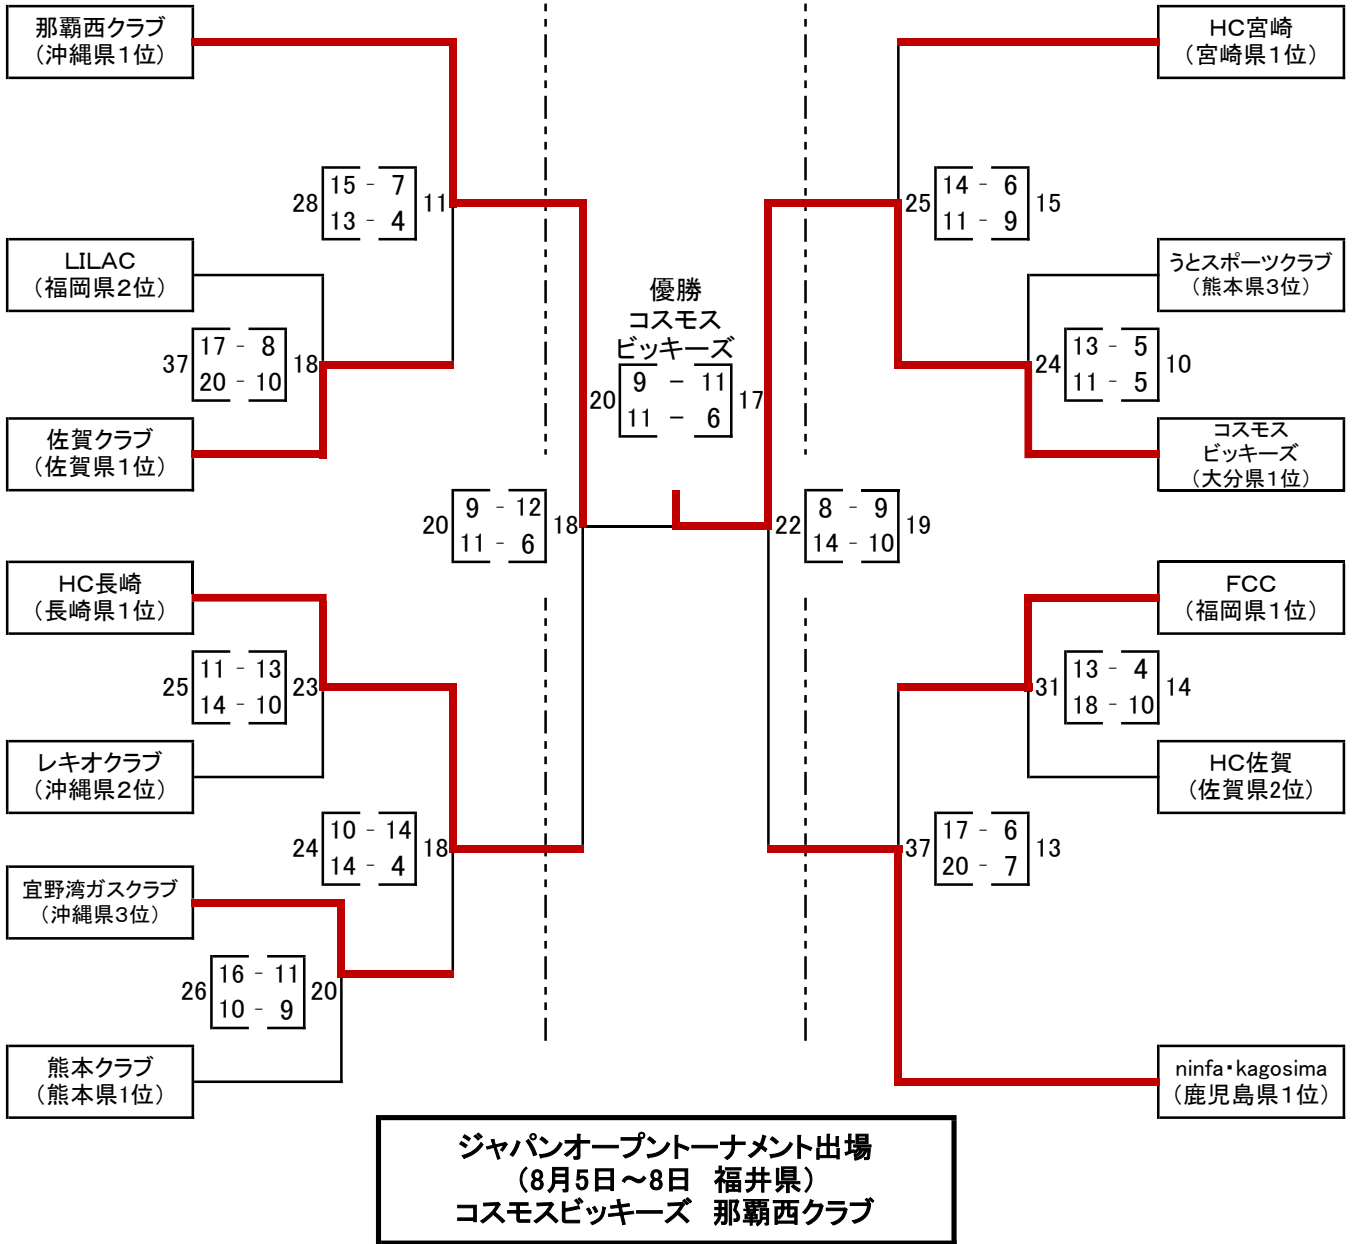 那覇西クラブ
（沖縄県１位）
HC宮崎
（宮崎県１位）
28
15 - 7
13 - 4
11
25
14 - 6
11 - 9
15
LILAC
（福岡県２位）
うとスポーツクラブ
（熊本県３位）
優勝
コスモス
ビッキーズ
37
17 - 8
20 - 10
18
20
9 - 11
11 - 6
17
24
13 - 5
11 - 5
10
佐賀クラブ
（佐賀県１位）
コスモス
ビッキーズ
（大分県１位）
20
9 - 12
11 - 6
18
22
8 - 9
14 - 10
19
HC長崎
（長崎県１位）
FCC
（福岡県１位）
25
11 - 13
14 - 10
23
31
13 - 4
18 - 10
14
レキオクラブ
（沖縄県２位）
HC佐賀
（佐賀県2位）
24
10 - 14
14 - 4
18
37
17 - 6
20 - 7
13
宜野湾ガスクラブ
（沖縄県３位）
26
16 - 11
10 - 9
20
熊本クラブ
（熊本県1位）
ninfa・kagosima
（鹿児島県１位）
ジャパンオープントーナメント出場
（8月5日～8日　福井県）
コスモスビッキーズ　那覇西クラブ